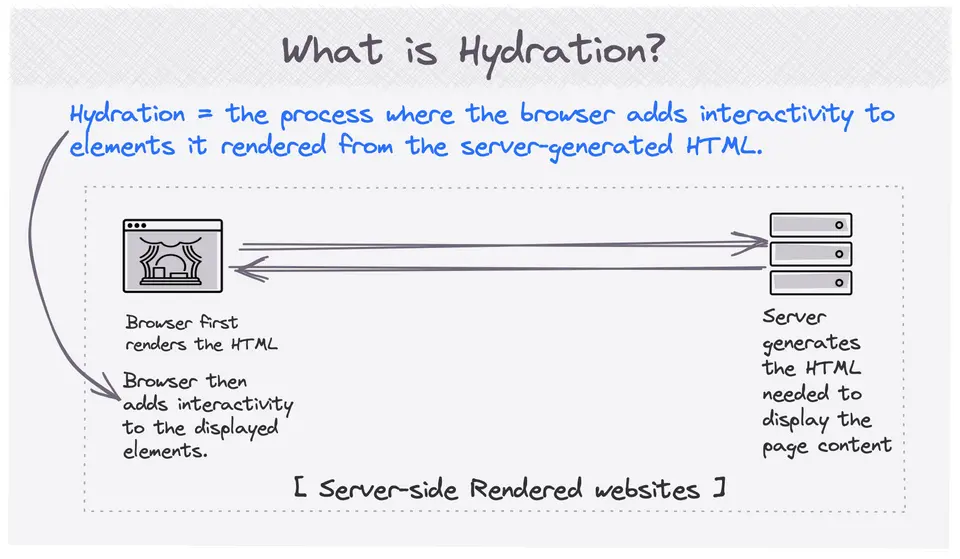 What is Hydration?
Hydration = the process where the browser adds interactivity to
elements it rendered from the server-generated HTML.
Browser first
renders the HTML
Browser then
adds interactivity
to the displayed
elements.
Server
generates
the HTML
needed to
display the
page content
[ Server-side Rendered websites ]